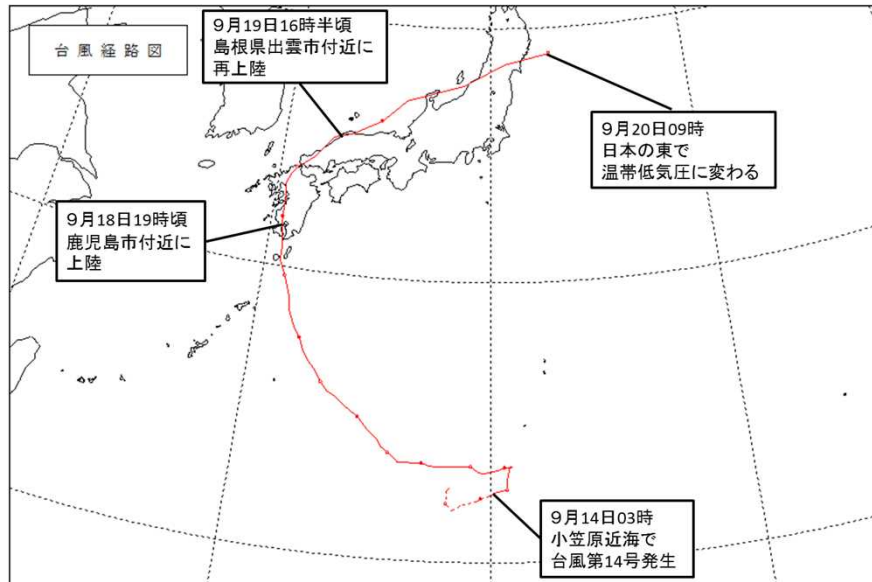 台風経路図
9月19日16時半頃
島根県出雲市付近に
再上陸
9月20日09時
日本の東で
温帯低気圧に変わる
9月18日19時頃
鹿児島市付近に
上陸
9月14日03時
小笠原近海で
台風第14号発生